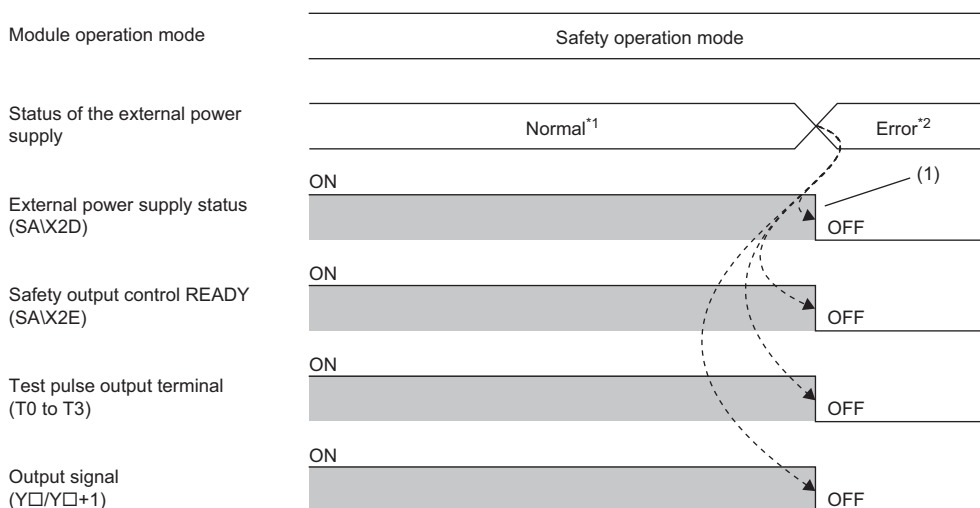 Module operation mode
Safety operation mode
Status of the external power
supply
Normal*1
Error*2
ON
(1)
External power supply status
(SA\X2D)
OFF
ON
Safety output control READY
(SA\X2E)
OFF
ON
Test pulse output terminal
(T0 to T3)
OFF
ON
Output signal
(Y□/Y□+1)
OFF